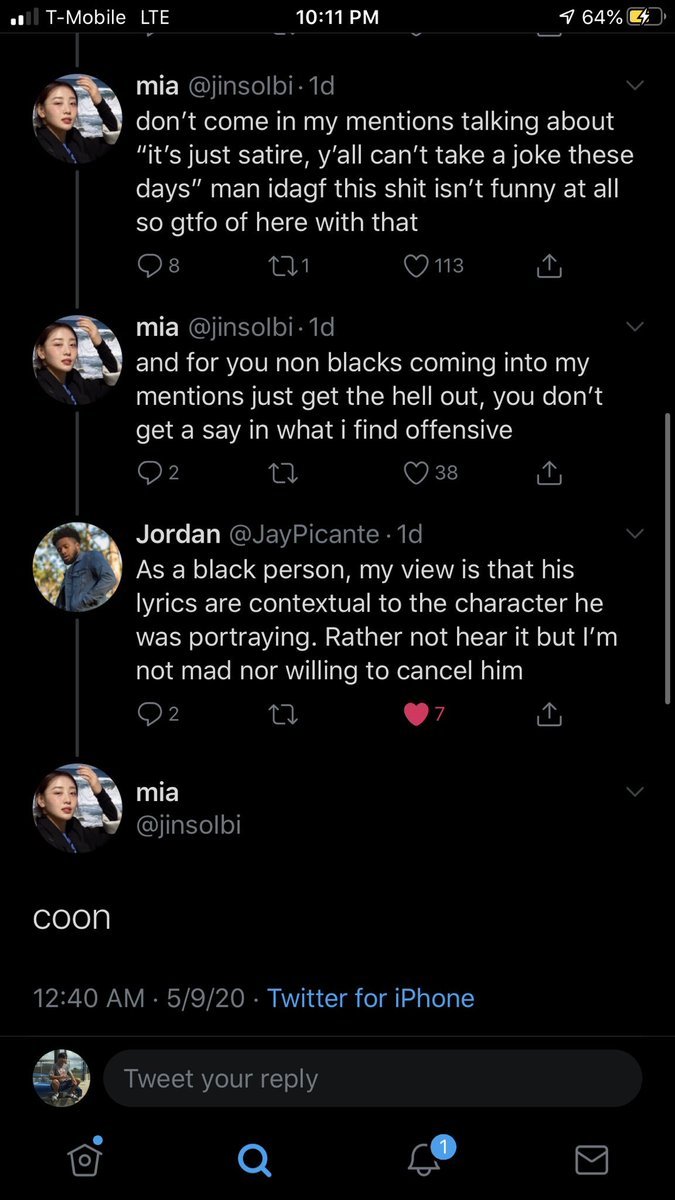 T-Mobile LTE 10:11 PM 64%
mia @jinsolbi · 1d
don’t come in my mentions talking about
“it’s just satire, y’all can’t take a joke these
days” man idagf this shit isn’t funny at all
so gtfo of here with that
8 1 113
mia @jinsolbi · 1d
and for you non blacks coming into my
mentions just get the hell out, you don’t
get a say in what i find offensive
2 38
Jordan @JayPicante · 1d
As a black person, my view is that his
lyrics are contextual to the character he
was portraying. Rather not hear it but I’m
not mad nor willing to cancel him
2 7
mia
@jinsolbi
coon
12:40 AM · 5/9/20 · Twitter for iPhone
Tweet your reply
1